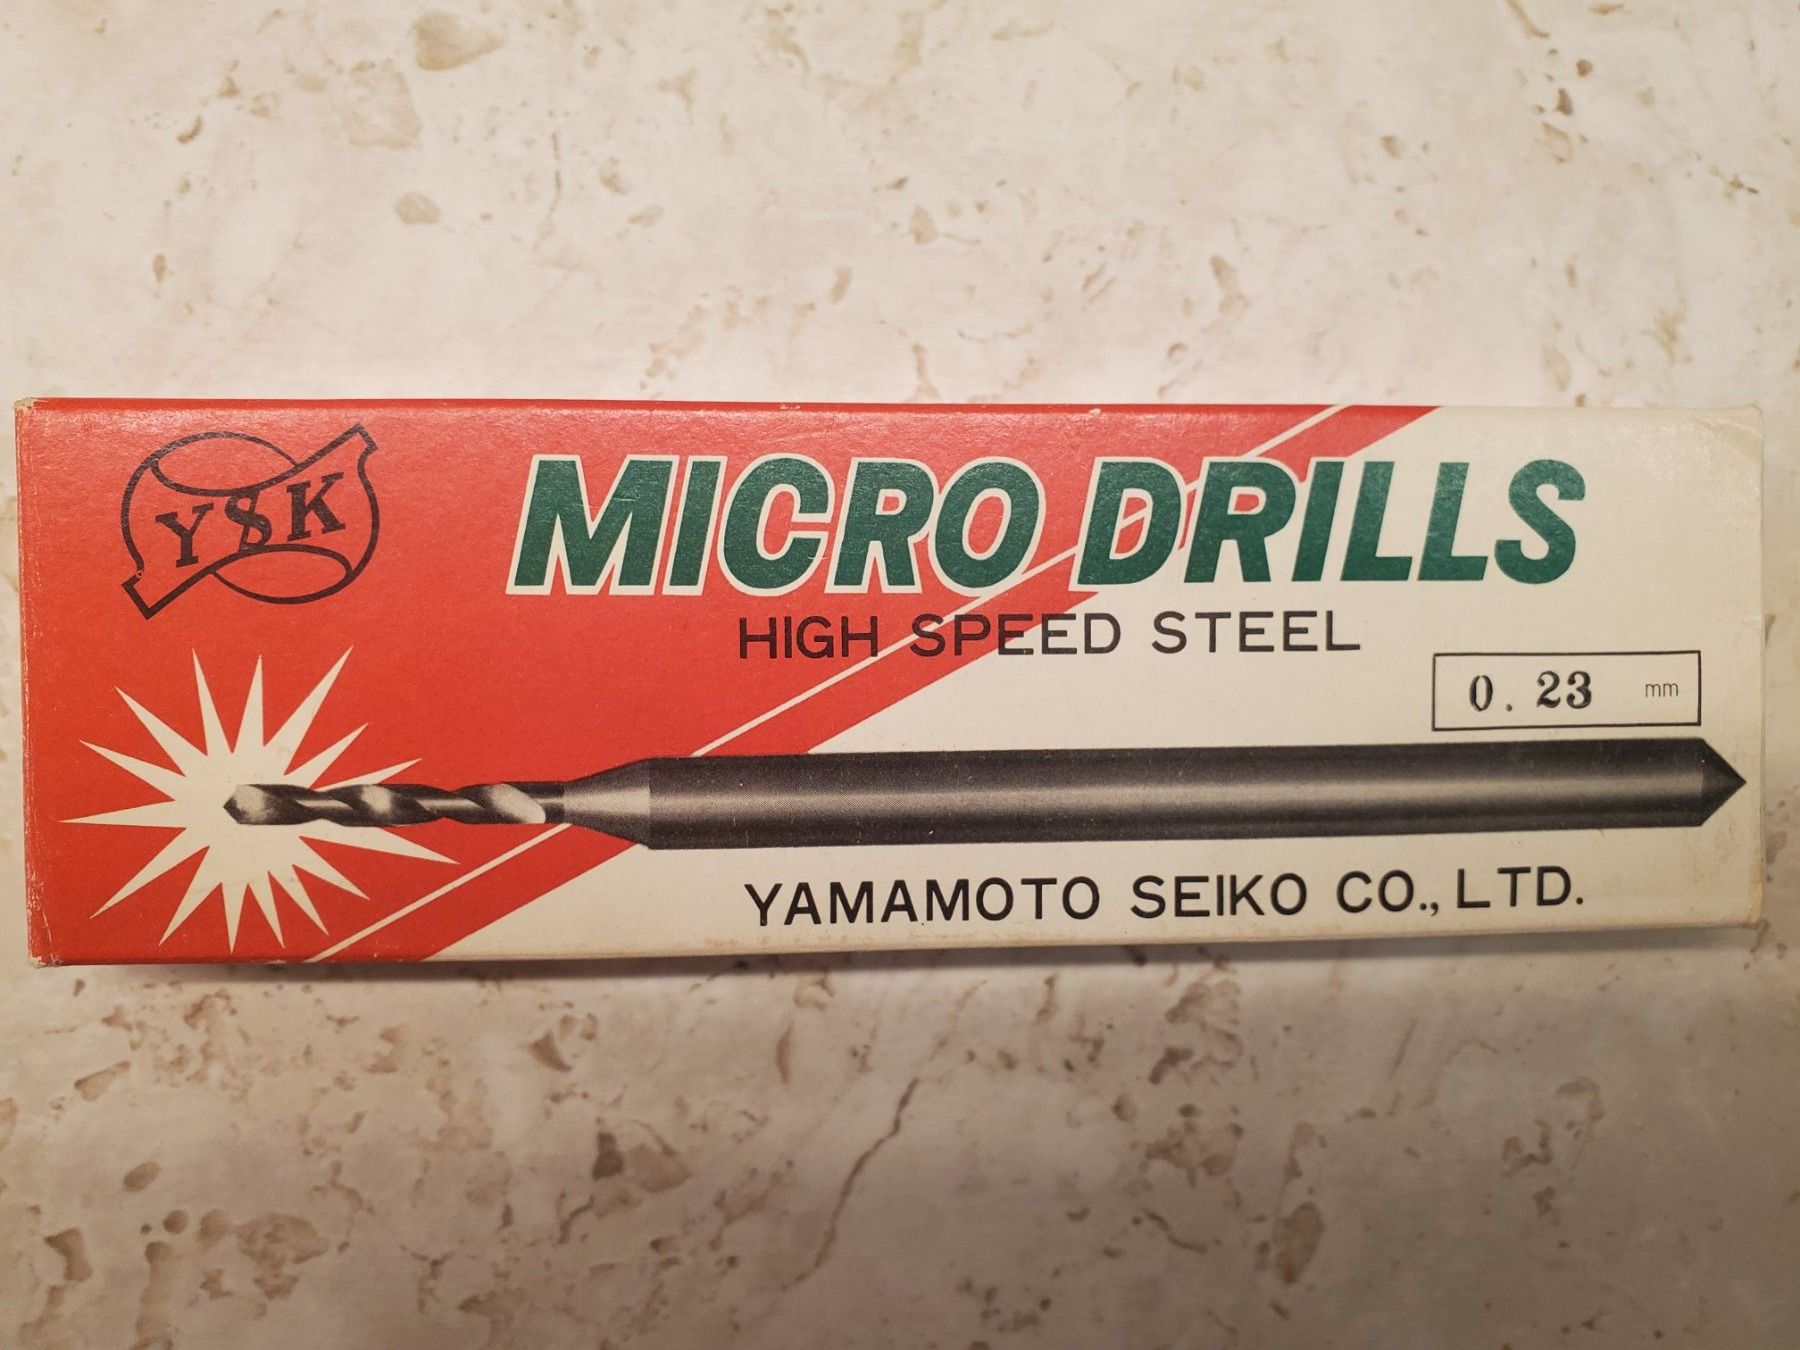 YSK
MICRO DRILLS
HIGH SPEED STEEL
0.23 mm
YAMAMOTO SEIKO CO., LTD.